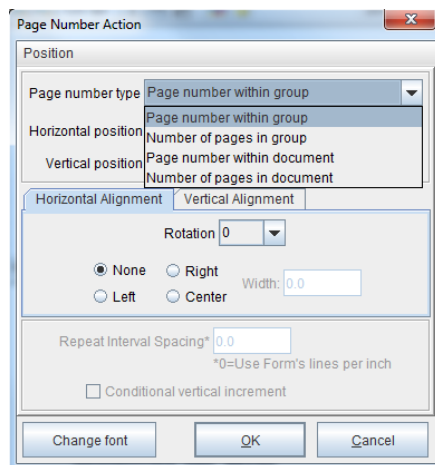 Page Number Action
Position
Page number type Page number within group
Page number within group
Horizontal position Number of pages in group
Vertical position Page number within document
Number of pages in document
Horizontal Alignment Vertical Alignment
Rotation 0
None Right
Width: 0.0
Left Center
Repeat Interval Spacing* 0.0
*0=Use Form's lines per inch
Conditional vertical increment
Change font OK Cancel